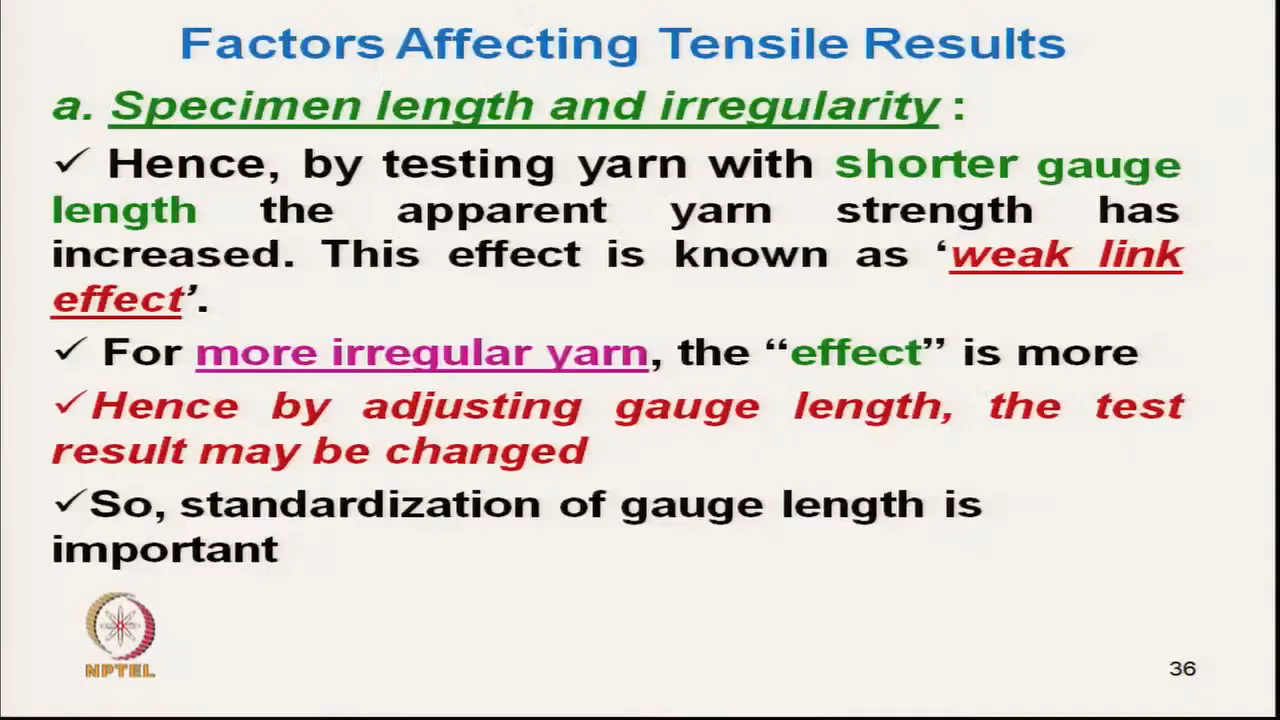 Factors Affecting Tensile Results
a. Specimen length and irregularity :
✓ Hence, by testing yarn with shorter gauge
length the apparent yarn strength has
increased. This effect is known as ‘weak link
effect’.
✓ For more irregular yarn, the “effect” is more
✓Hence by adjusting gauge length, the test
result may be changed
✓So, standardization of gauge length is
important
NPTEL
36